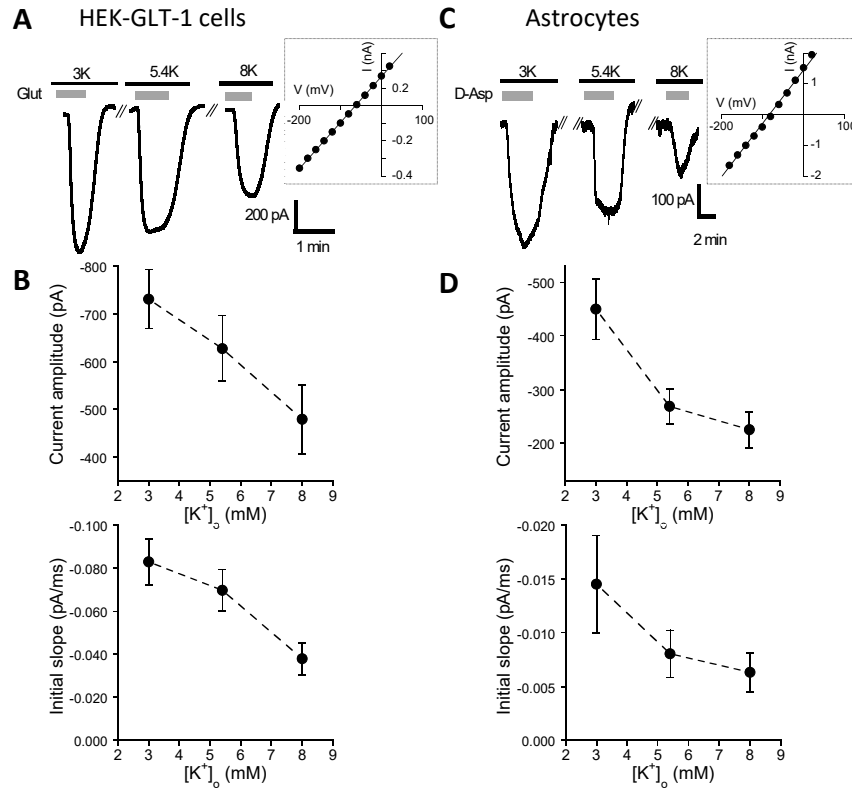 A HEK-GLT-1 cells
3K 5.4K 8K
Glut
I (nA)
V (mV)
0.2
-200 100
-0.2
-0.4
200 pA
1 min
C Astrocytes
3K 5.4K 8K
D-Asp
I (nA)
V (mV)
1
-200 100
-1
-2
100 pA
2 min
B
Current amplitude (pA)
-800
-700
-600
-500
-400
2 3 4 5 6 7 8 9
[K+]o (mM)
Initial slope (pA/ms)
-0.100
-0.080
-0.060
-0.040
-0.020
0.000
2 3 4 5 6 7 8 9
[K+]o (mM)
D
Current amplitude (pA)
-500
-400
-300
-200
2 3 4 5 6 7 8 9
[K+]o (mM)
Initial slope (pA/ms)
-0.020
-0.015
-0.010
-0.005
0.000
2 3 4 5 6 7 8 9
[K+]o (mM)